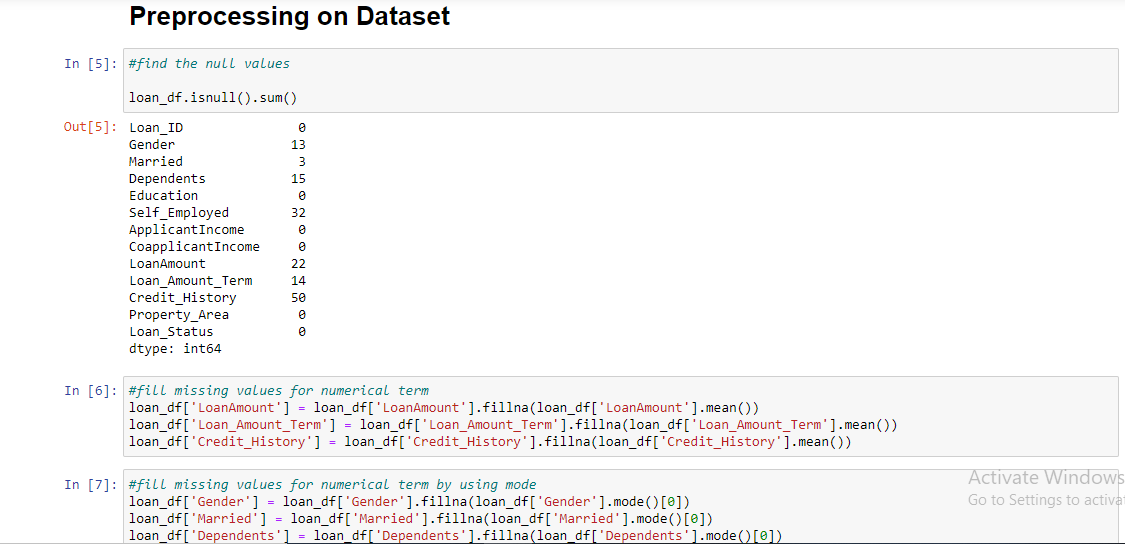 Preprocessing on Dataset
In [5]: #find the null values
loan_df.isnull().sum()
Out[5]: Loan_ID 0
Gender 13
Married 3
Dependents 15
Education 0
Self_Employed 32
ApplicantIncome 0
CoapplicantIncome 0
LoanAmount 22
Loan_Amount_Term 14
Credit_History 50
Property_Area 0
Loan_Status 0
dtype: int64
In [6]: #fill missing values for numerical term
loan_df['LoanAmount'] = loan_df['LoanAmount'].fillna(loan_df['LoanAmount'].mean())
loan_df['Loan_Amount_Term'] = loan_df['Loan_Amount_Term'].fillna(loan_df['Loan_Amount_Term'].mean())
loan_df['Credit_History'] = loan_df['Credit_History'].fillna(loan_df['Credit_History'].mean())
In [7]: #fill missing values for numerical term by using mode
loan_df['Gender'] = loan_df['Gender'].fillna(loan_df['Gender'].mode()[0])
loan_df['Married'] = loan_df['Married'].fillna(loan_df['Married'].mode()[0])
loan_df['Dependents'] = loan_df['Dependents'].fillna(loan_df['Dependents'].mode()[0])
Activate Windows
Go to Settings to activa